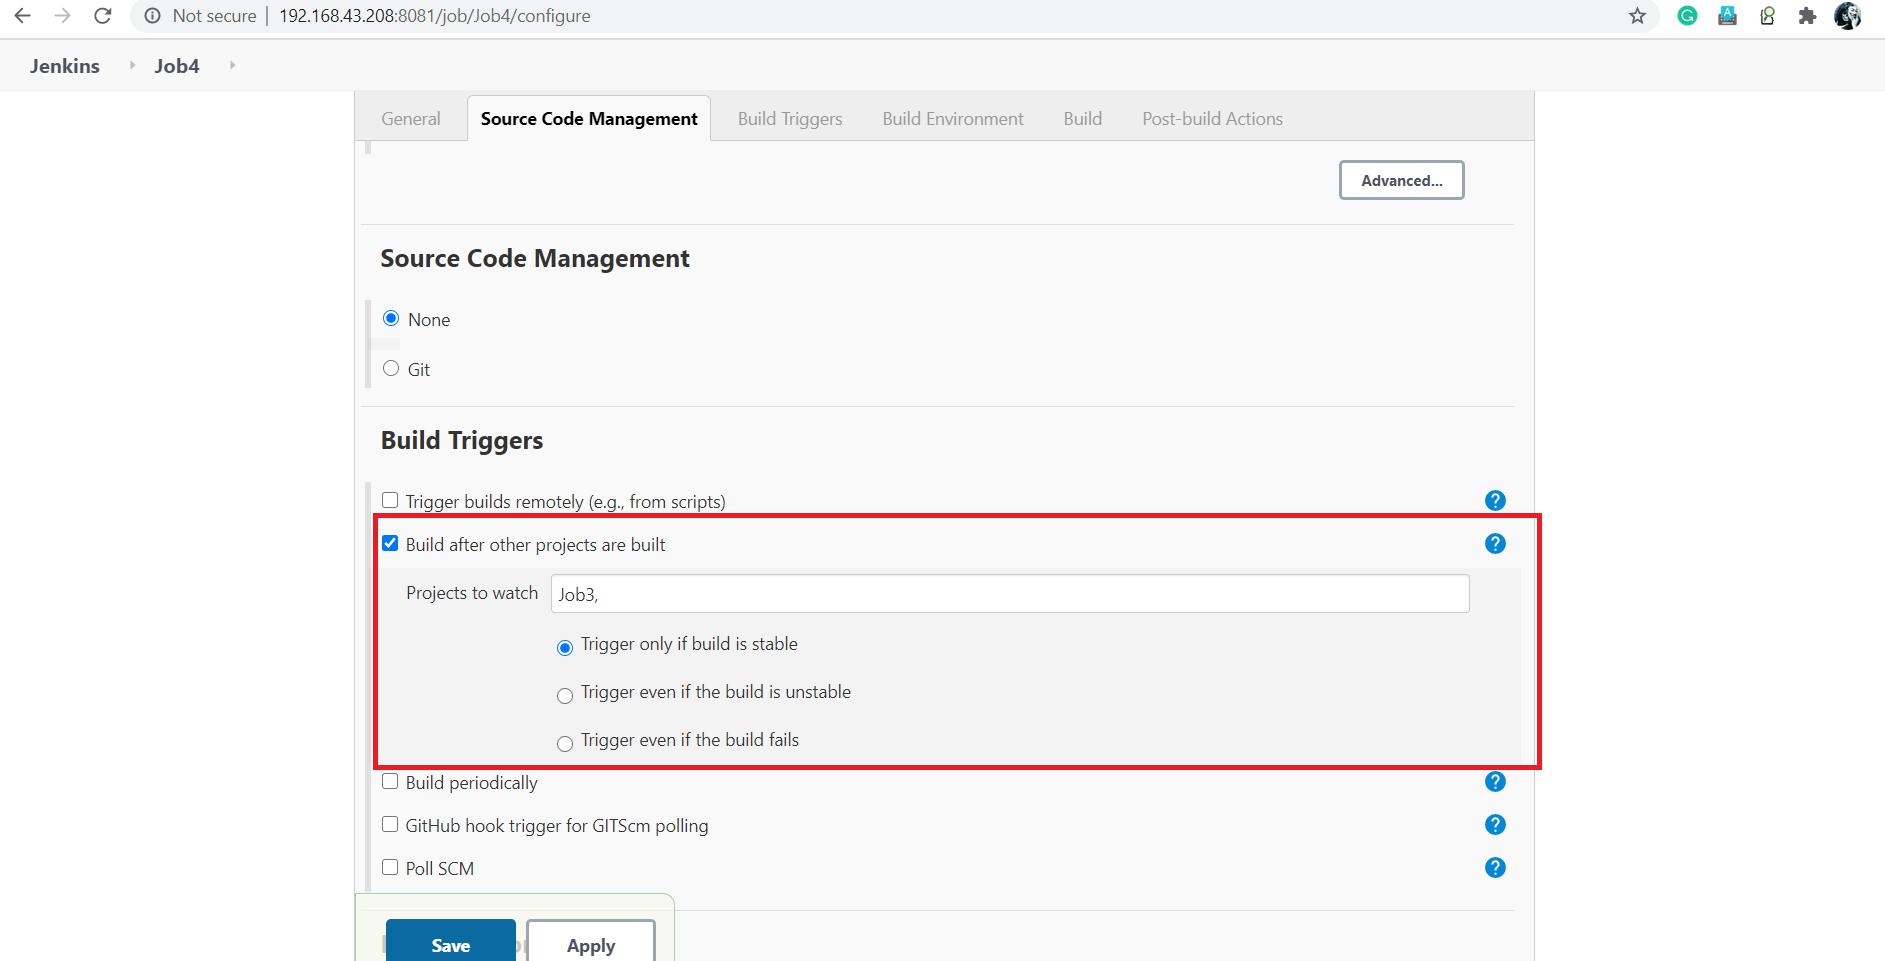 Not secure | 192.168.43.208:8081/job/Job4/configure
Jenkins Job4
General Source Code Management Build Triggers Build Environment Build Post-build Actions
Advanced...
Source Code Management
None
Git
Build Triggers
Trigger builds remotely (e.g., from scripts)
Build after other projects are built
Projects to watch Job3,
Trigger only if build is stable
Trigger even if the build is unstable
Trigger even if the build fails
Build periodically
GitHub hook trigger for GITScm polling
Poll SCM
Save Apply